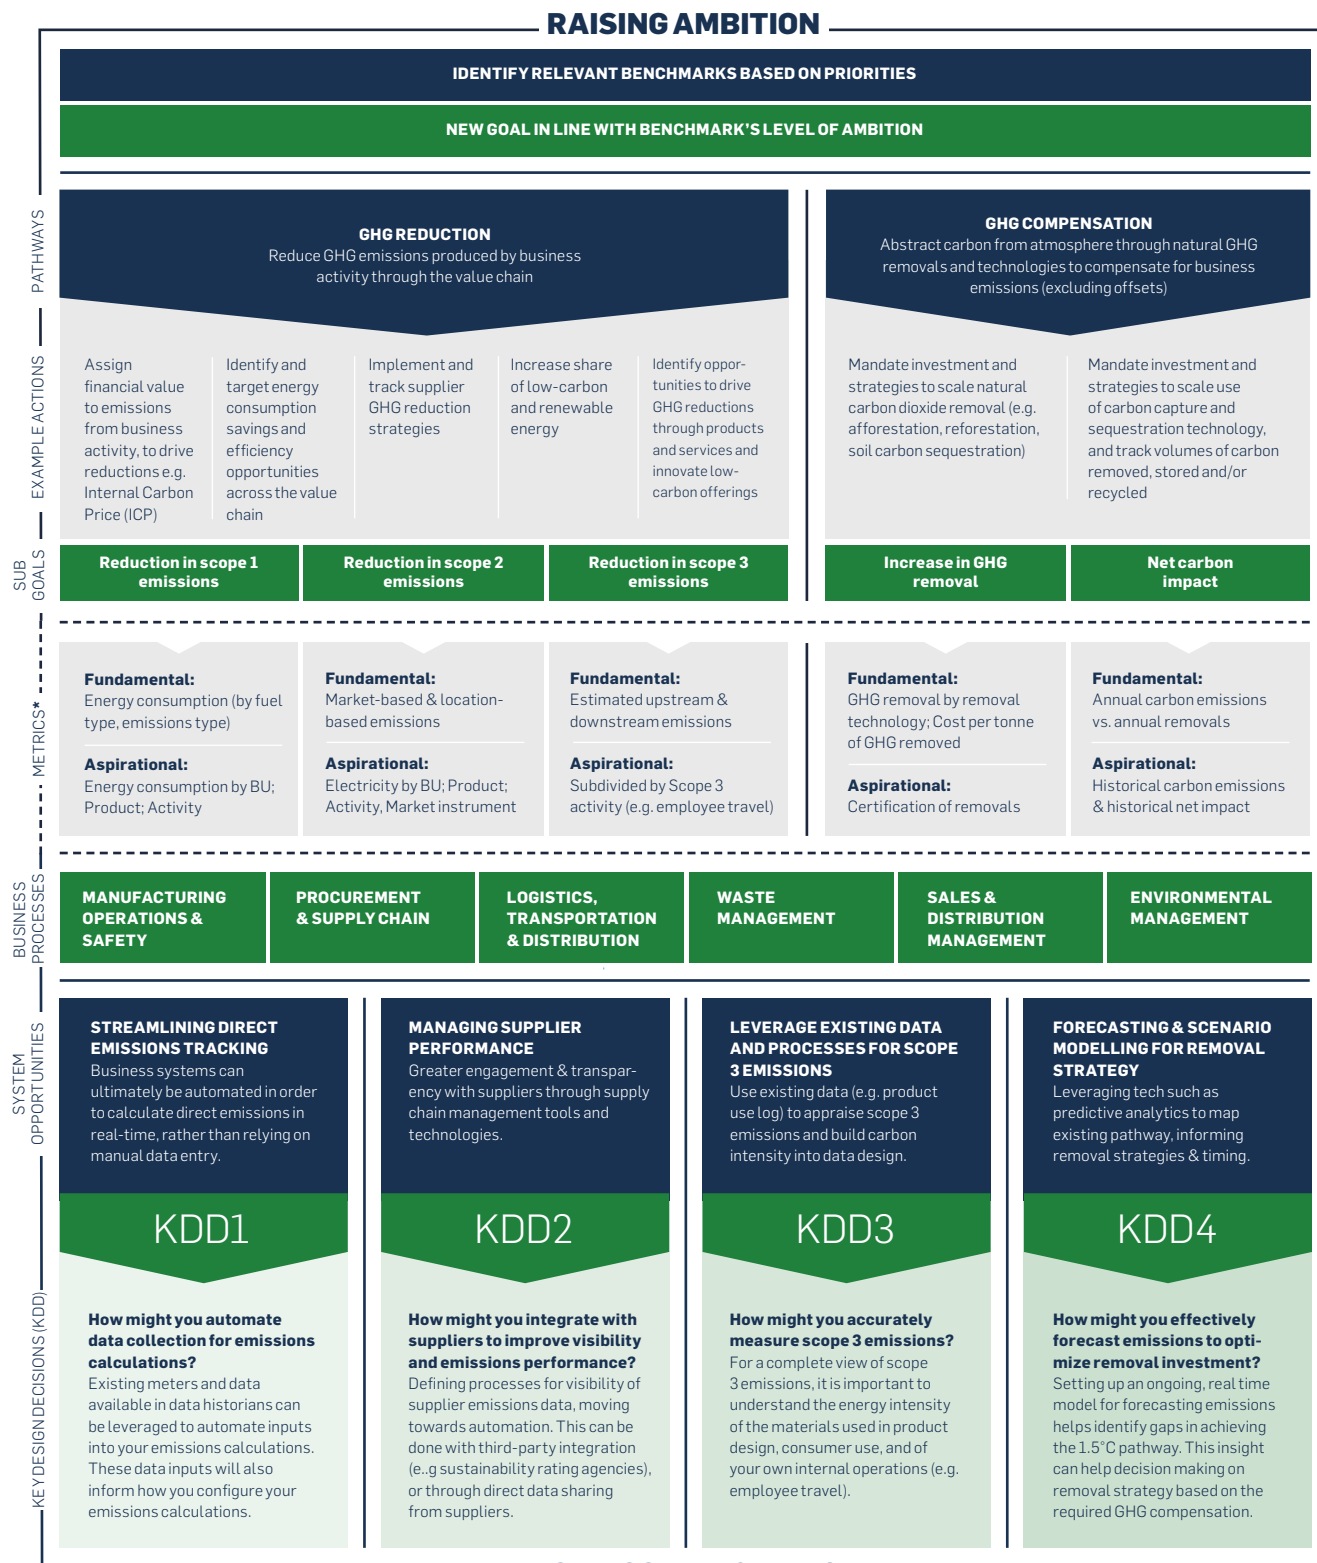 RAISING AMBITION
IDENTIFY RELEVANT BENCHMARKS BASED ON PRIORITIES
NEW GOAL IN LINE WITH BENCHMARK'S LEVEL OF AMBITION
PATHWAYS
GHG REDUCTION
Reduce GHG emissions produced by business
activity through the value chain
GHG COMPENSATION
Abstract carbon from atmosphere through natural GHG
removals and technologies to compensate for business
emissions (excluding offsets)
EXAMPLE ACTIONS
Assign
financial value
to emissions
from business
activity, to drive
reductions e.g.
Internal Carbon
Price (ICP)
Identify and
target energy
consumption
savings and
efficiency
opportunities
across the value
chain
Implement and
track supplier
GHG reduction
strategies
Increase share
of low-carbon
and renewable
energy
Identify oppor-
tunities to drive
GHG reductions
through products
and services and
innovate low-
carbon offerings
Mandate investment and
strategies to scale natural
carbon dioxide removal (e.g.
afforestation, reforestation,
soil carbon sequestration)
Mandate investment and
strategies to scale use
of carbon capture and
sequestration technology,
and track volumes of carbon
removed, stored and/or
recycled
SUB
GOALS
Reduction in scope 1
emissions
Reduction in scope 2
emissions
Reduction in scope 3
emissions
Increase in GHG
removal
Net carbon
impact
METRICS*
Fundamental:
Energy consumption (by fuel
type, emissions type)
Aspirational:
Energy consumption by BU;
Product; Activity
Fundamental:
Market-based & location-
based emissions
Aspirational:
Electricity by BU; Product;
Activity, Market instrument
Fundamental:
Estimated upstream &
downstream emissions
Aspirational:
Subdivided by Scope 3
activity (e.g. employee travel)
Fundamental:
GHG removal by removal
technology; Cost per tonne
of GHG removed
Aspirational:
Certification of removals
Fundamental:
Annual carbon emissions
vs. annual removals
Aspirational:
Historical carbon emissions
& historical net impact
BUSINESS
PROCESSES
MANUFACTURING
OPERATIONS &
SAFETY
PROCUREMENT
& SUPPLY CHAIN
LOGISTICS,
TRANSPORTATION
& DISTRIBUTION
WASTE
MANAGEMENT
SALES &
DISTRIBUTION
MANAGEMENT
ENVIRONMENTAL
MANAGEMENT
SYSTEM
OPPORTUNITIES
STREAMLINING DIRECT
EMISSIONS TRACKING
Business systems can
ultimately be automated in order
to calculate direct emissions in
real-time, rather than relying on
manual data entry.
MANAGING SUPPLIER
PERFORMANCE
Greater engagement & transpar-
ency with suppliers through supply
chain management tools and
technologies.
LEVERAGE EXISTING DATA
AND PROCESSES FOR SCOPE
3 EMISSIONS
Use existing data (e.g. product
use log) to appraise scope 3
emissions and build carbon
intensity into data design.
FORECASTING & SCENARIO
MODELLING FOR REMOVAL
STRATEGY
Leveraging tech such as
predictive analytics to map
existing pathway, informing
removal strategies & timing.
KEY DESIGN DECISIONS (KDD)
KDD1
How might you automate
data collection for emissions
calculations?
Existing meters and data
available in data historians can
be leveraged to automate inputs
into your emissions calculations.
These data inputs will also
inform how you configure your
emissions calculations.
KDD2
How might you integrate with
suppliers to improve visibility
and emissions performance?
Defining processes for visibility of
supplier emissions data, moving
towards automation. This can be
done with third-party integration
(e..g sustainability rating agencies),
or through direct data sharing
from suppliers.
KDD3
How might you accurately
measure scope 3 emissions?
For a complete view of scope
3 emissions, it is important to
understand the energy intensity
of the materials used in product
design, consumer use, and of
your own internal operations (e.g.
employee travel).
KDD4
How might you effectively
forecast emissions to opti-
mize removal investment?
Setting up an ongoing, real time
model for forecasting emissions
helps identify gaps in achieving
the 1.5°C pathway. This insight
can help decision making on
removal strategy based on the
required GHG compensation.